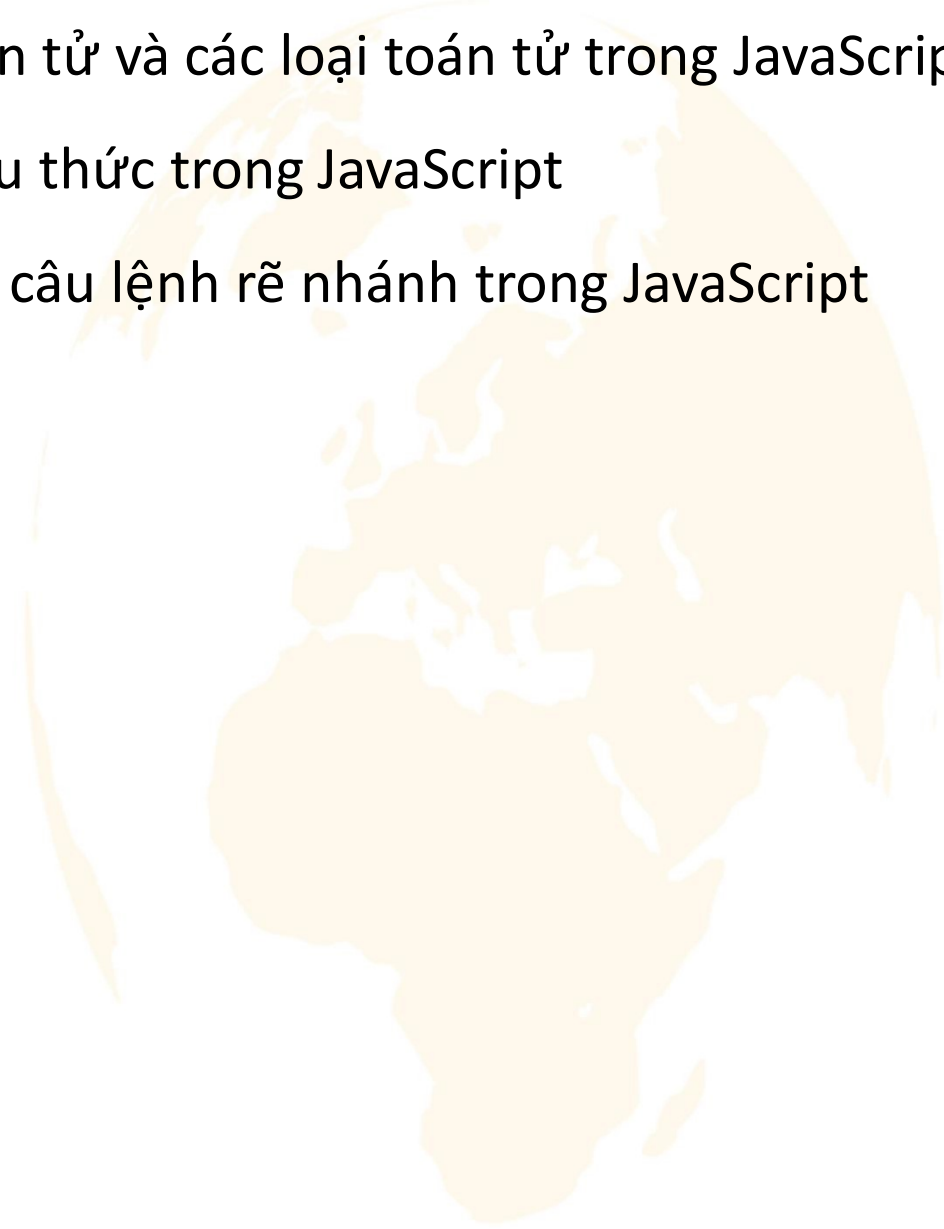 n tử và các loại toán tử trong JavaScrip
u thức trong JavaScript
câu lệnh rẽ nhánh trong JavaScript